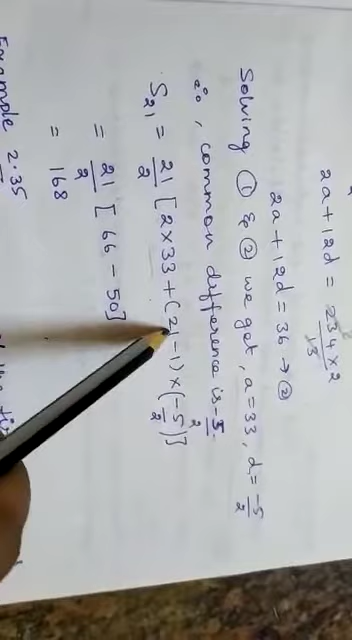 2a + 12d = 234 × 2 / 13
2a + 12d = 36 → ②
Solving ① & ② we get, a = 33, d = -5/2
∴, common difference is -5/2.
S₂₁ = 21/2 [2 × 33 + (21 - 1) × (-5/2)]
= 21/2 [66 - 50]
= 168
Example 2.35